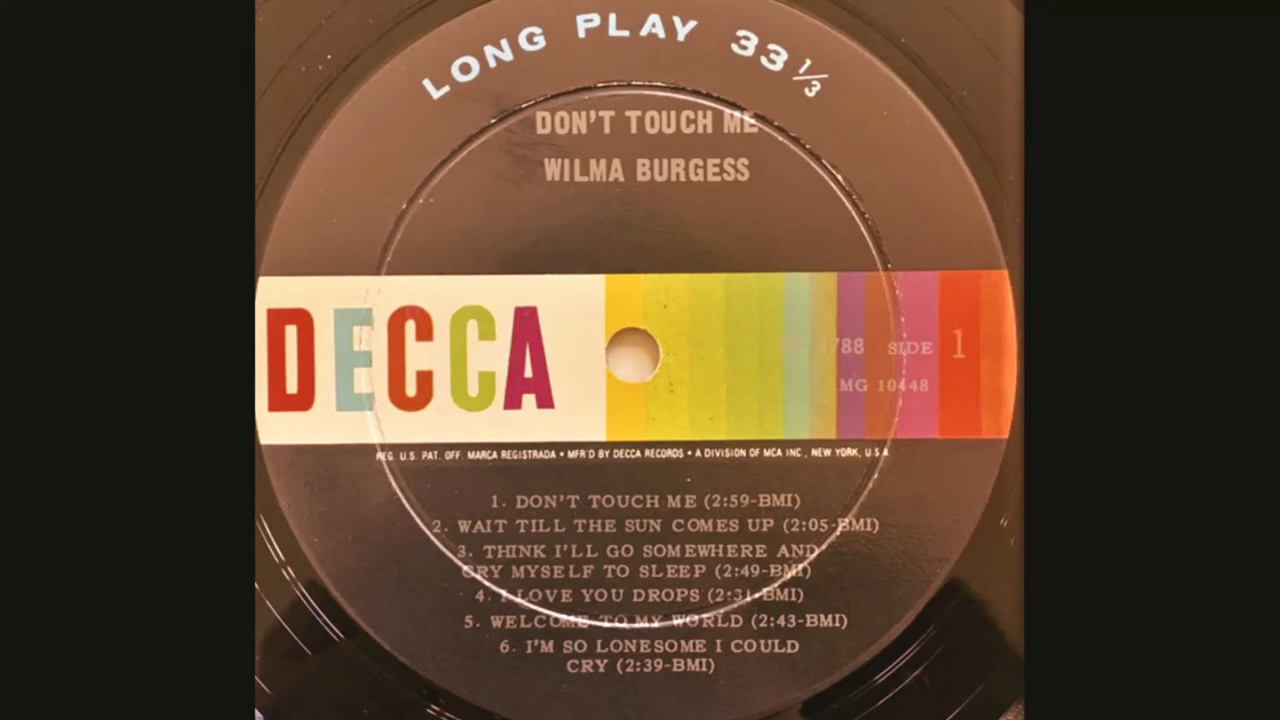 LONG PLAY 33 1/3
DON'T TOUCH ME
WILMA BURGESS
DECCA
SIDE 1
MG 10448
REG. U.S. PAT. OFF. MARCA REGISTRADA • MFR'D BY DECCA RECORDS • A DIVISION OF MCA INC., NEW YORK, U.S.A
1. DON'T TOUCH ME (2:59-BMI)
2. WAIT TILL THE SUN COMES UP (2:05-BMI)
3. THINK I'LL GO SOMEWHERE AND
CRY MYSELF TO SLEEP (2:49-BMI)
4. I LOVE YOU DROPS (2:31-BMI)
5. WELCOME TO MY WORLD (2:43-BMI)
6. I'M SO LONESOME I COULD
CRY (2:39-BMI)